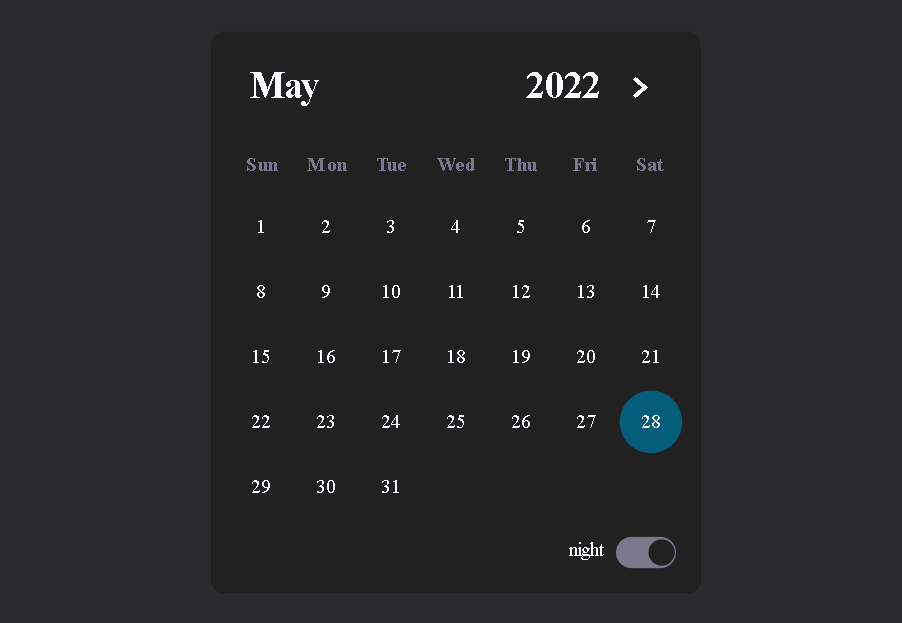 May 2022 >
Sun Mon Tue Wed Thu Fri Sat
1 2 3 4 5 6 7
8 9 10 11 12 13 14
15 16 17 18 19 20 21
22 23 24 25 26 27 28
29 30 31
night